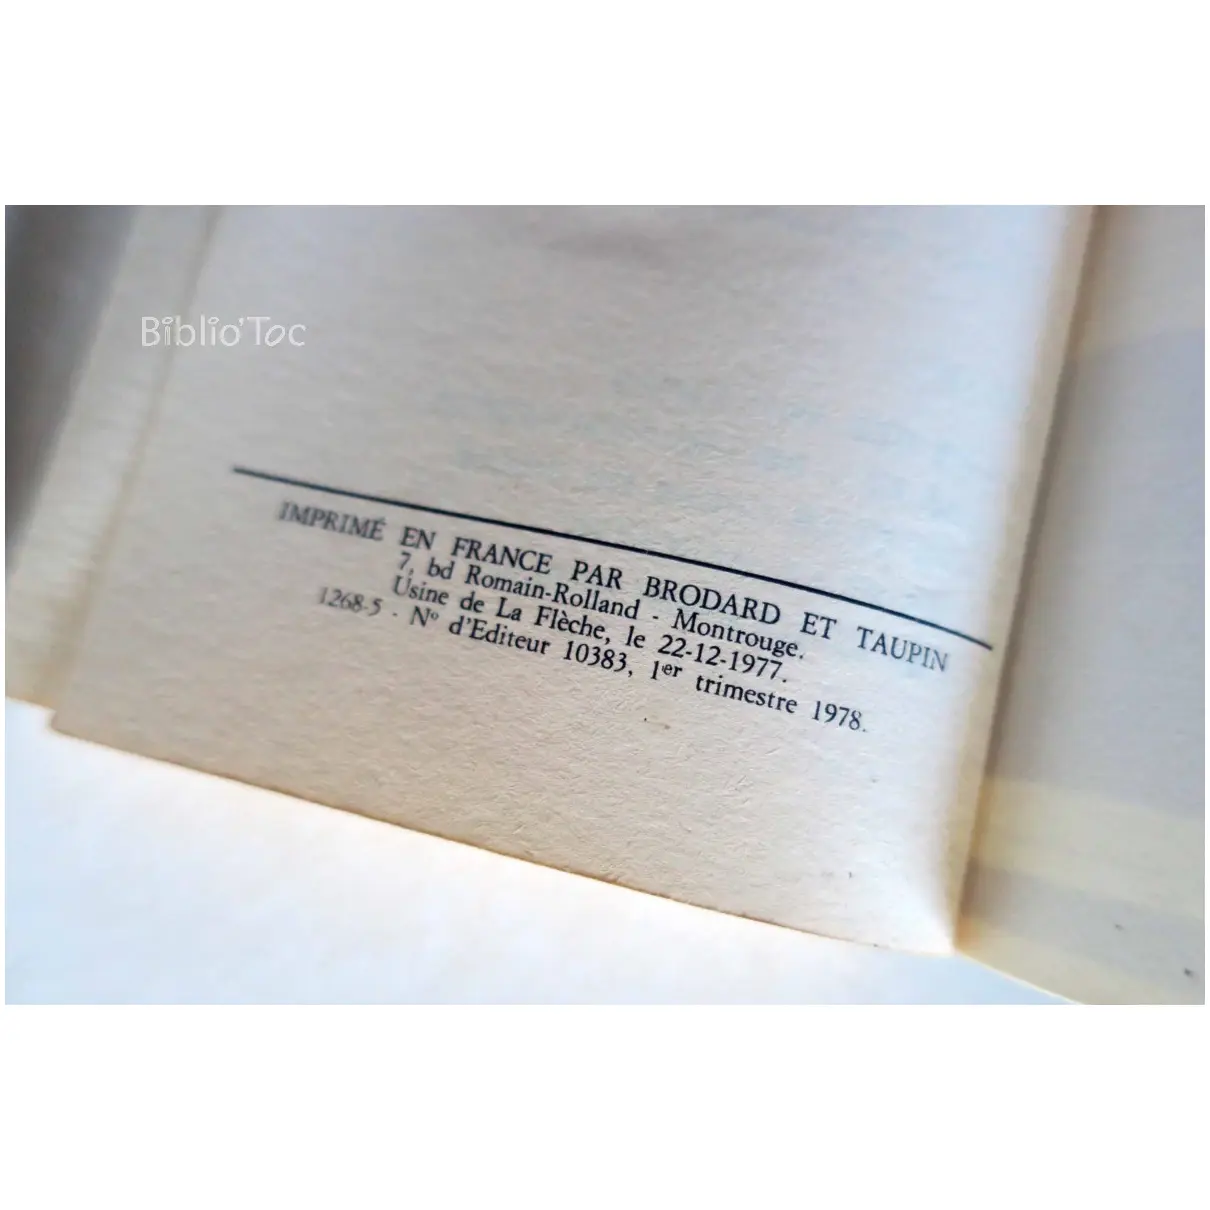 Biblio'Toc
IMPRIMÉ EN FRANCE PAR BRODARD ET TAUPIN
7, bd Romain-Rolland - Montrouge.
Usine de La Flèche, le 22-12-1977.
1268-5 - Nº d'Editeur 10383, 1er trimestre 1978.